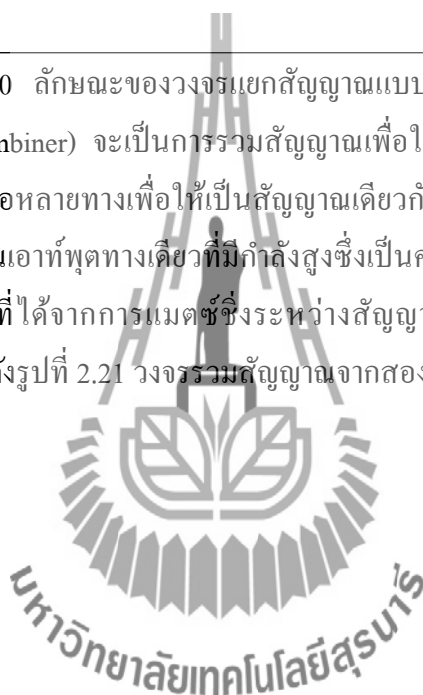 0 ลักษณะของวงจรแยกสัญญาณแบบ
nbiner) จะเป็นการรวมสัญญาณเพื่อใ
อหลายทางเพื่อให้เป็นสัญญาณเดียวกั
นเอาท์พุตทางเดียวที่มีกำลังสูงซึ่งเป็นค
ที่ได้จากการแมตช์ชิ่งระหว่างสัญญา
ังรูปที่ 2.21 วงจรรวมสัญญาณจากสอง
มหาวิทยาลัยเทคโนโลยีสุรนารี